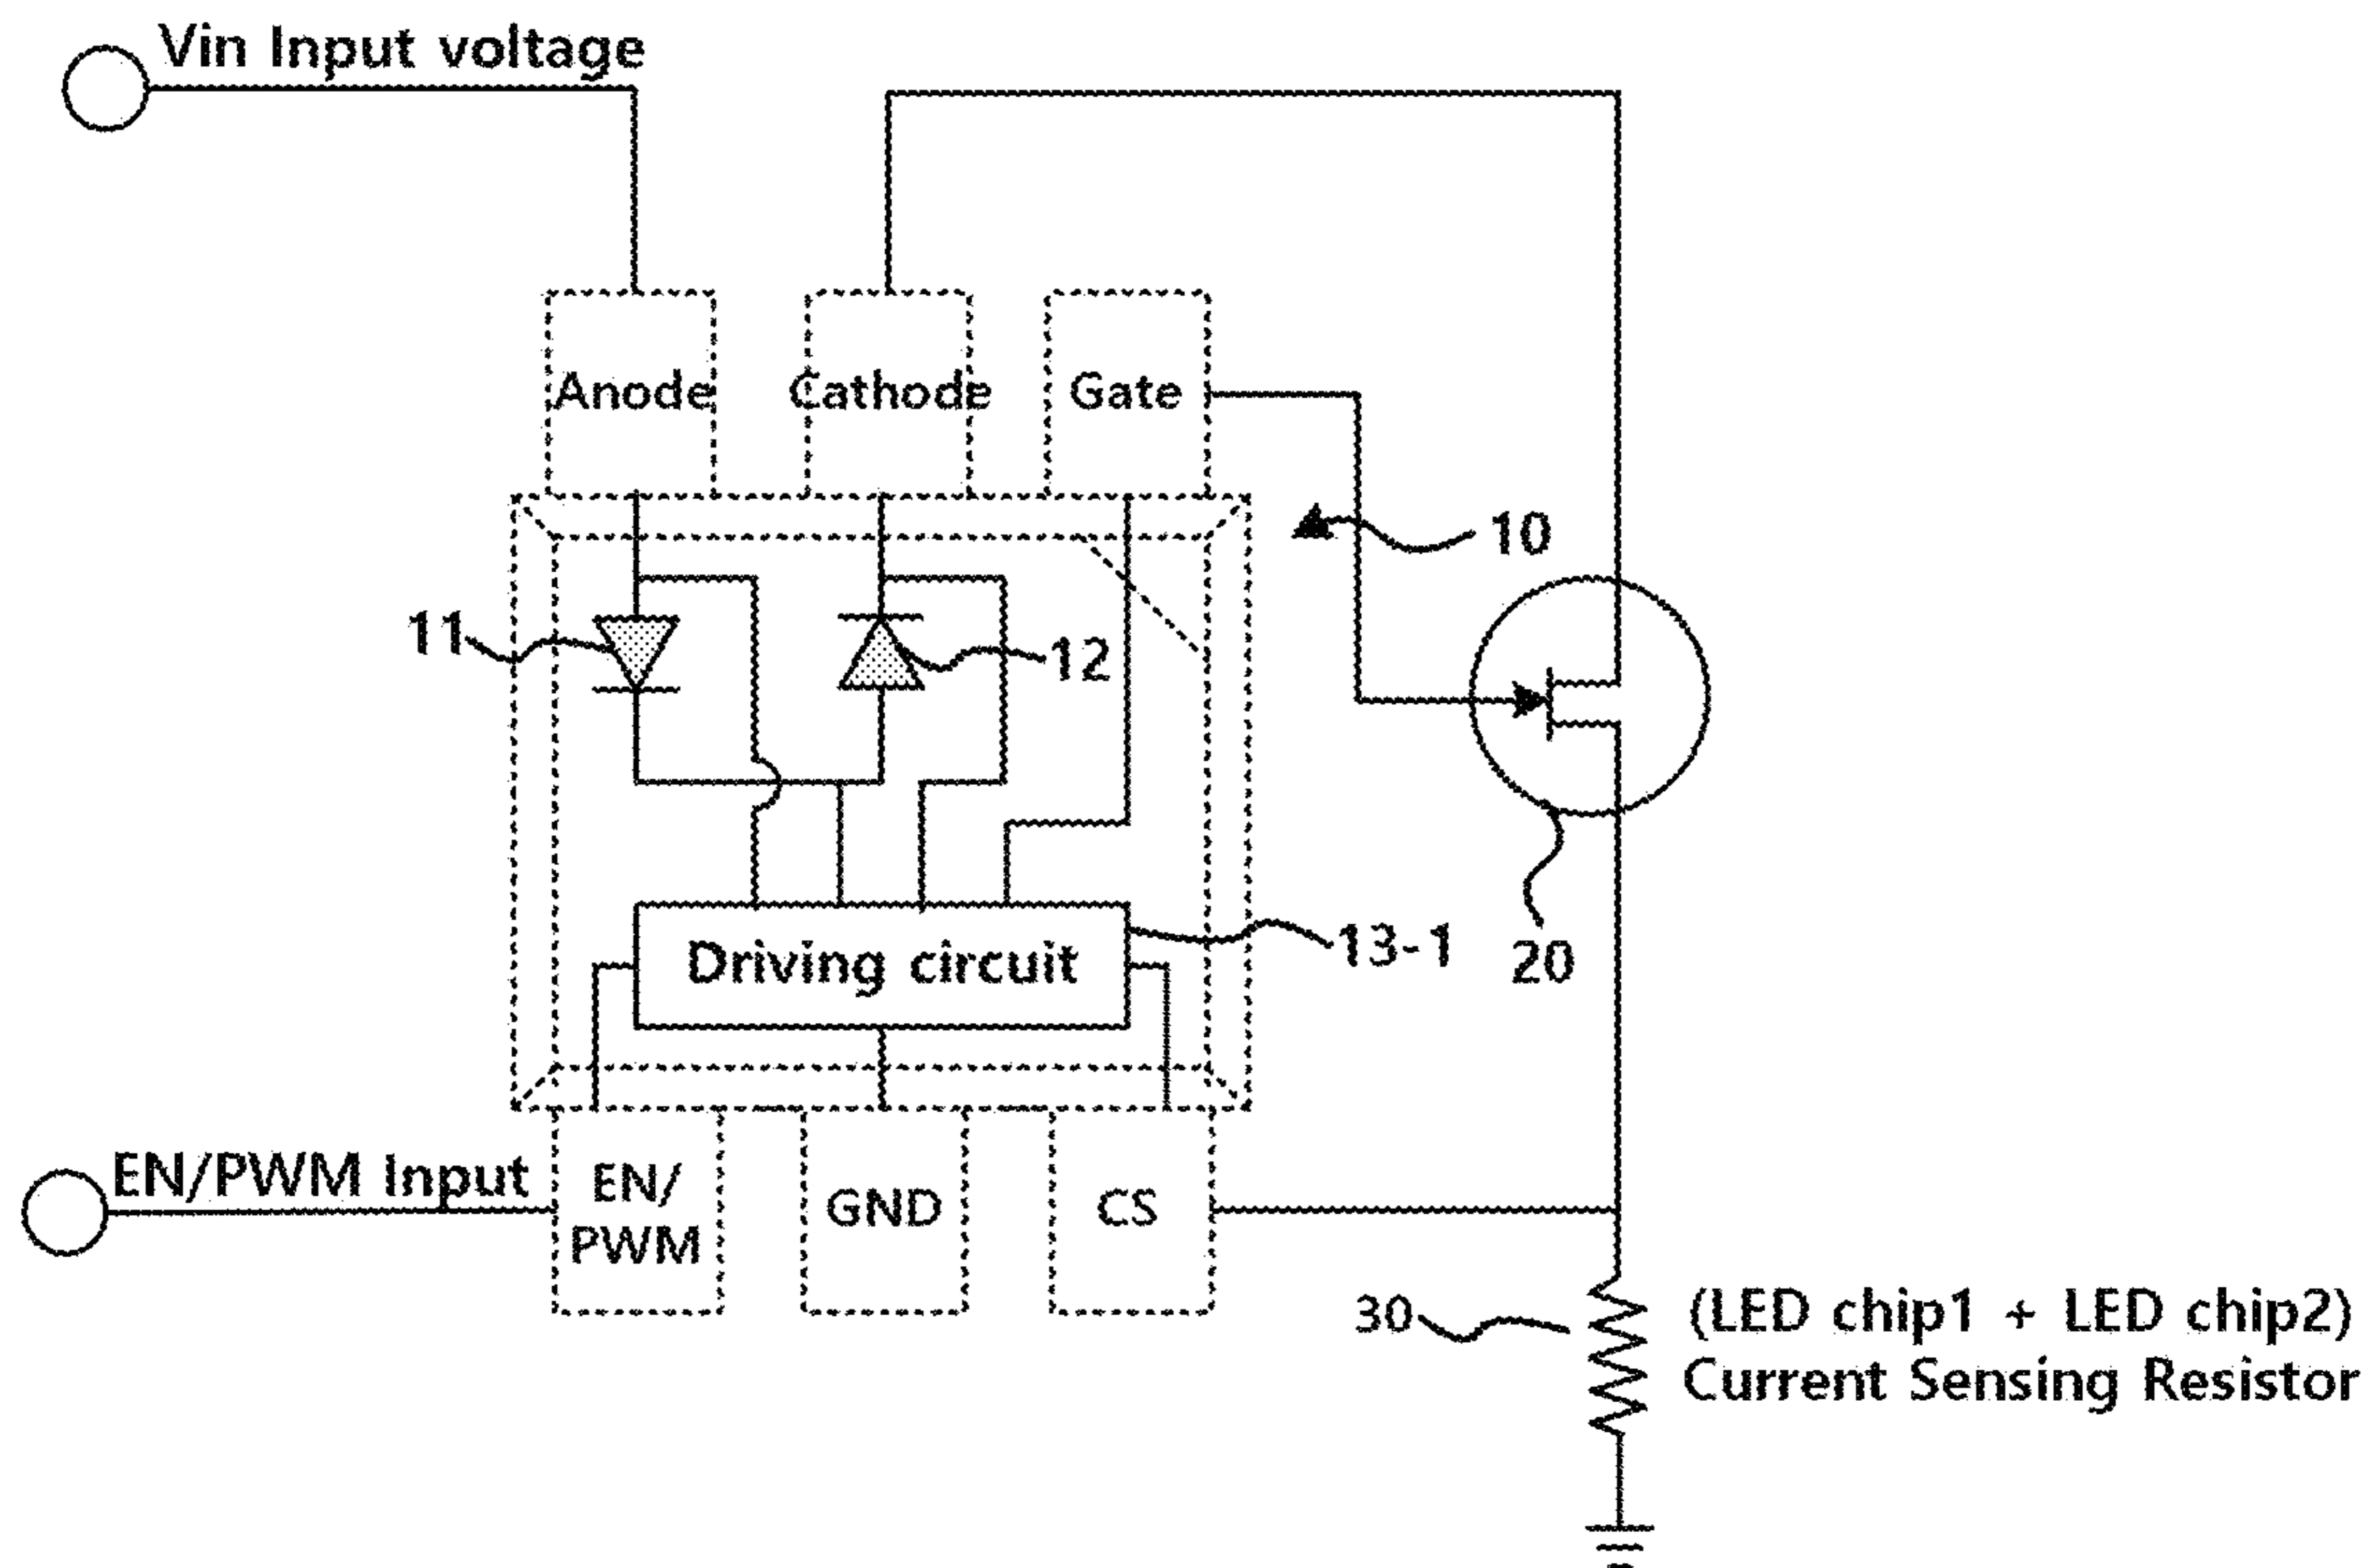 Vin Input voltage
Anode
Cathode
Gate
10
11
12
Driving circuit
13-1
20
EN/PWM Input
EN/
PWM
GND
CS
30
(LED chip1 + LED chip2)
Current Sensing Resistor